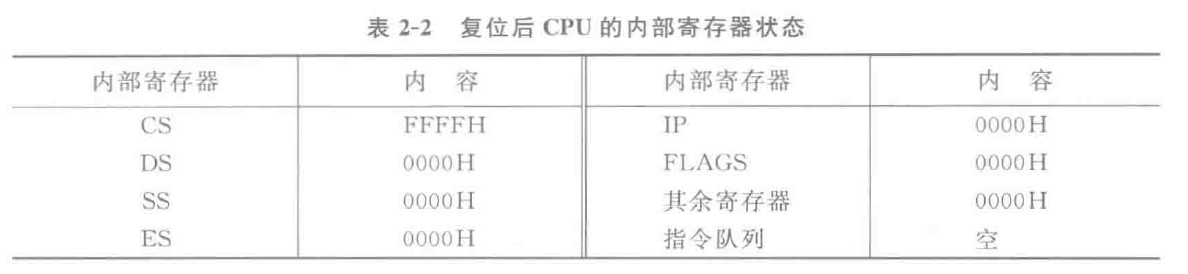 表 2-2 复位后 CPU 的内部寄存器状态
内部寄存器 内 容 内部寄存器 内 容
CS FFFFH IP 0000H
DS 0000H FLAGS 0000H
SS 0000H 其余寄存器 0000H
ES 0000H 指令队列 空